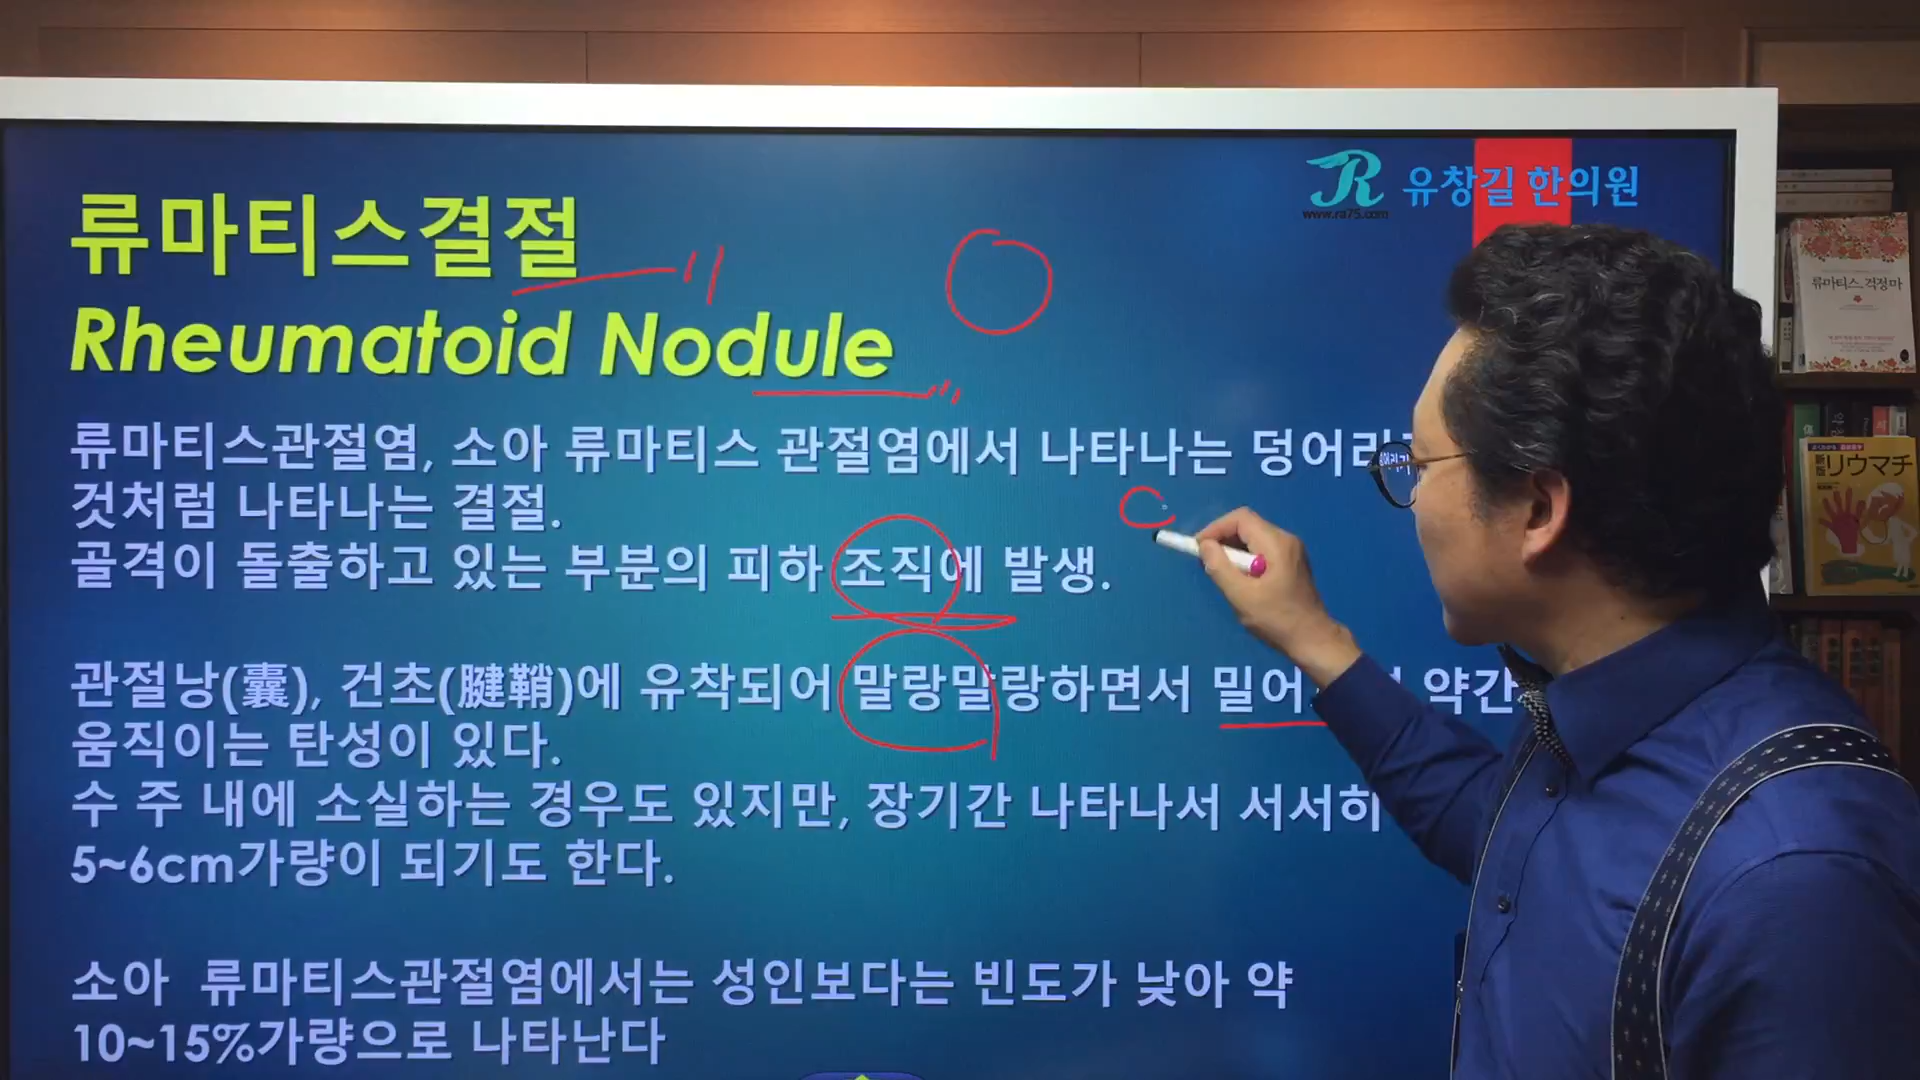 www.ra75.com
유창길 한의원
류마티스결절
Rheumatoid Nodule
류마티스관절염, 소아 류마티스 관절염에서 나타나는
것처럼 나타나는 결절.
골격이 돌출하고 있는 부분의 피하 조직에 발생.
관절낭(囊), 건초(腱鞘)에 유착되어 말랑말랑하면서 약간
움직이는 탄성이 있다.
수 주 내에 소실하는 경우도 있지만, 장기간 나타나서 서서히
5~6cm가량이 되기도 한다.
소아 류마티스관절염에서는 성인보다는 빈도가 낮아 약
10~15%가량으로 나타난다
류마티스, 걱정마
リウマチ